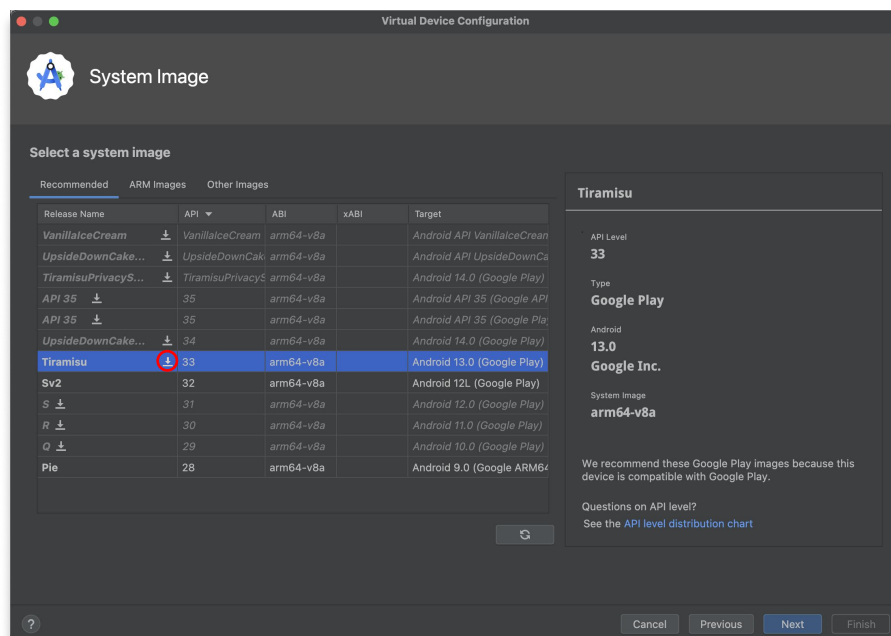 Virtual Device Configuration
System Image
Select a system image
Recommended ARM Images Other Images
Release Name API ABI xABI Target
VanillaIceCream VanillaIceCream arm64-v8a Android API VanillaIceCream
UpsideDownCake... UpsideDownCak arm64-v8a Android API UpsideDownCa
TiramisuPrivacyS... TiramisuPrivacyS arm64-v8a Android 14.0 (Google Play)
API 35 35 arm64-v8a Android API 35 (Google API
API 35 35 arm64-v8a Android API 35 (Google Pla
UpsideDownCake... 34 arm64-v8a Android 14.0 (Google Play)
Tiramisu 33 arm64-v8a Android 13.0 (Google Play)
Sv2 32 arm64-v8a Android 12L (Google Play)
S 31 arm64-v8a Android 12.0 (Google Play)
R 30 arm64-v8a Android 11.0 (Google Play)
Q 29 arm64-v8a Android 10.0 (Google Play)
Pie 28 arm64-v8a Android 9.0 (Google ARM64
Tiramisu
API Level
33
Type
Google Play
Android
13.0
Google Inc.
System Image
arm64-v8a
We recommend these Google Play images because this
device is compatible with Google Play.
Questions on API level?
See the API level distribution chart
? Cancel Previous Next Finish